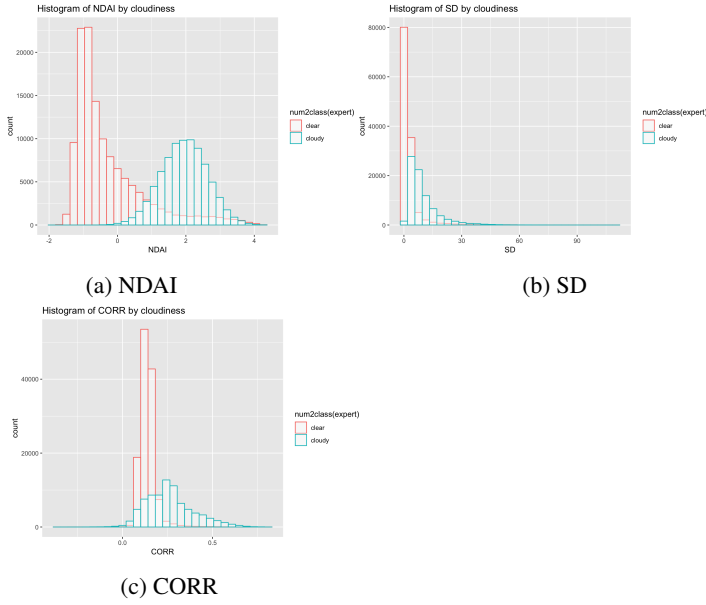 Histogram of NDAI by cloudiness
20000
15000
10000
5000
0
count
-2
0
2
4
NDAI
num2class(expert)
clear
cloudy
(a) NDAI
Histogram of SD by cloudiness
80000
60000
40000
20000
0
count
0
30
60
90
SD
num2class(expert)
clear
cloudy
(b) SD
Histogram of CORR by cloudiness
40000
20000
0
count
0.0
0.5
CORR
num2class(expert)
clear
cloudy
(c) CORR